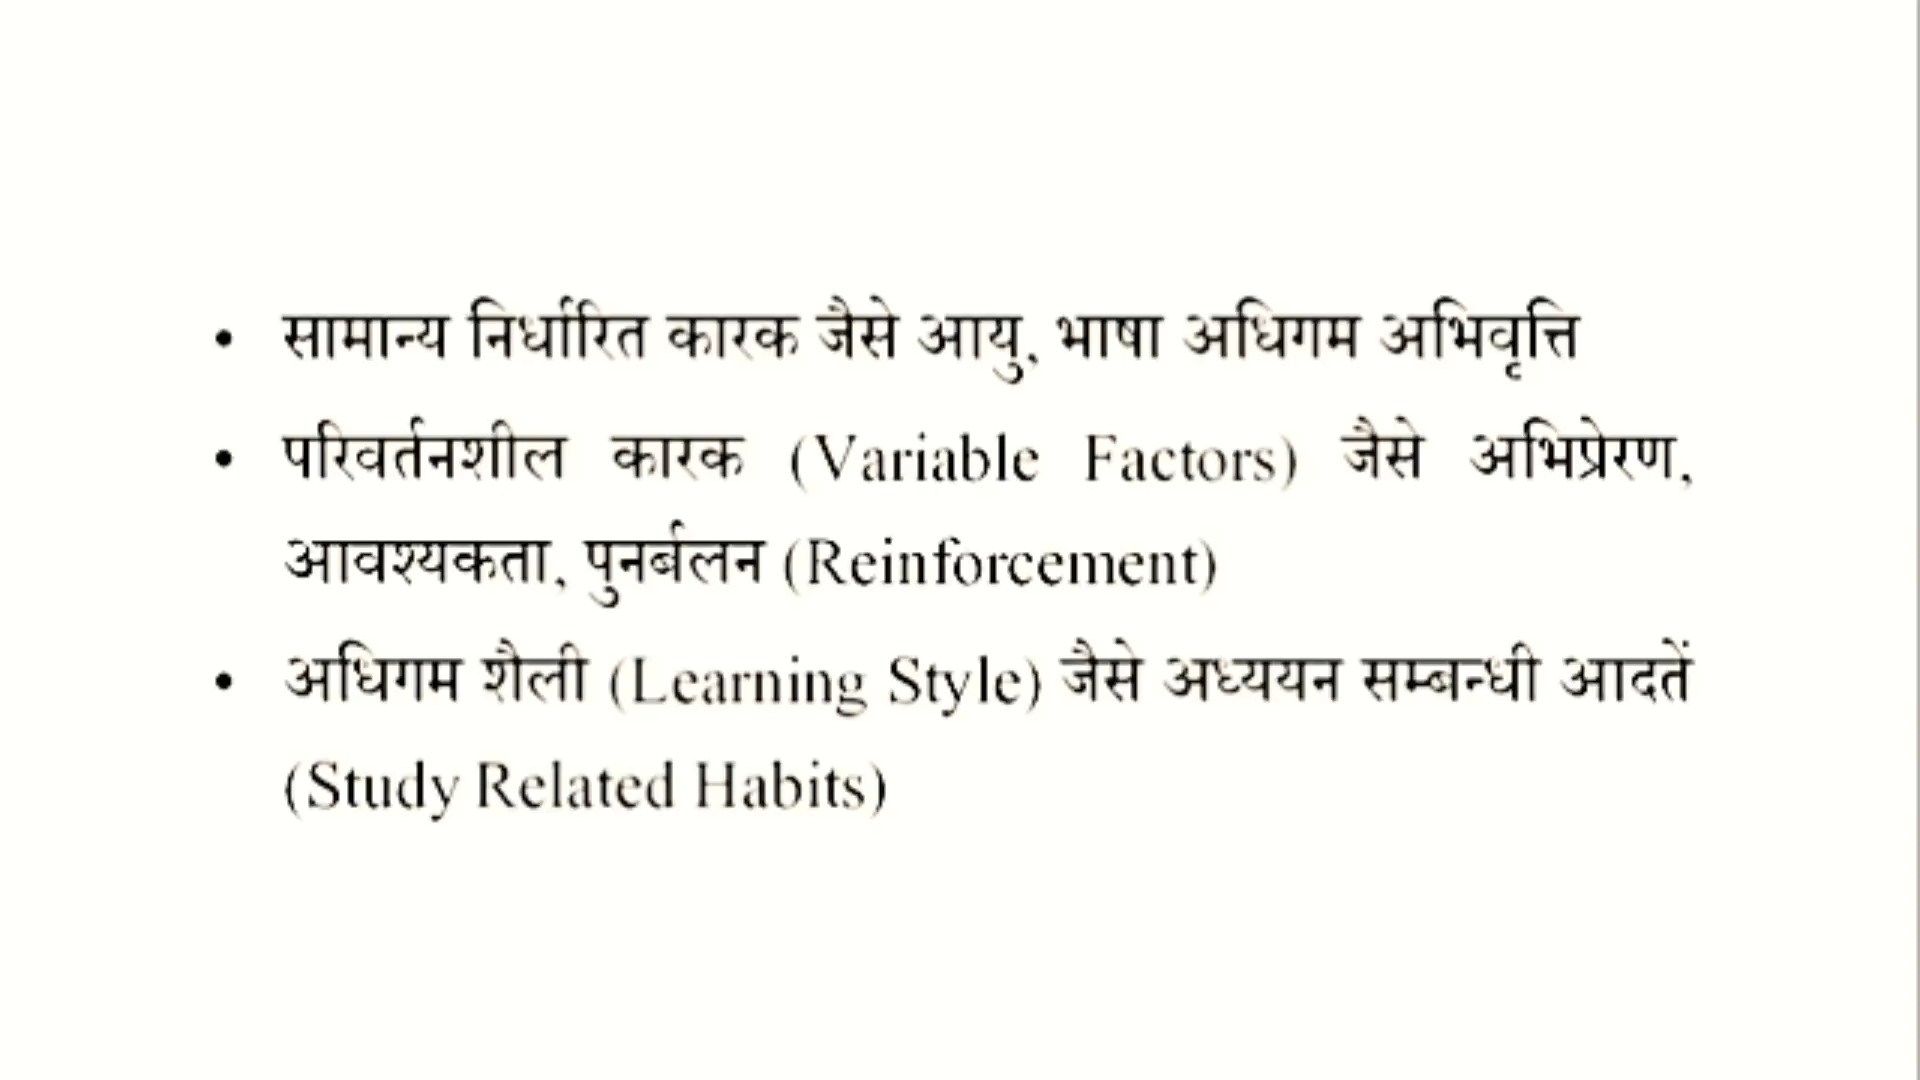 • सामान्य निर्धारित कारक जैसे आयु, भाषा अधिगम अभिवृत्ति
• परिवर्तनशील कारक (Variable Factors) जैसे अभिप्रेरण,
आवश्यकता, पुनर्बलन (Reinforcement)
• अधिगम शैली (Learning Style) जैसे अध्ययन सम्बन्धी आदतें
(Study Related Habits)